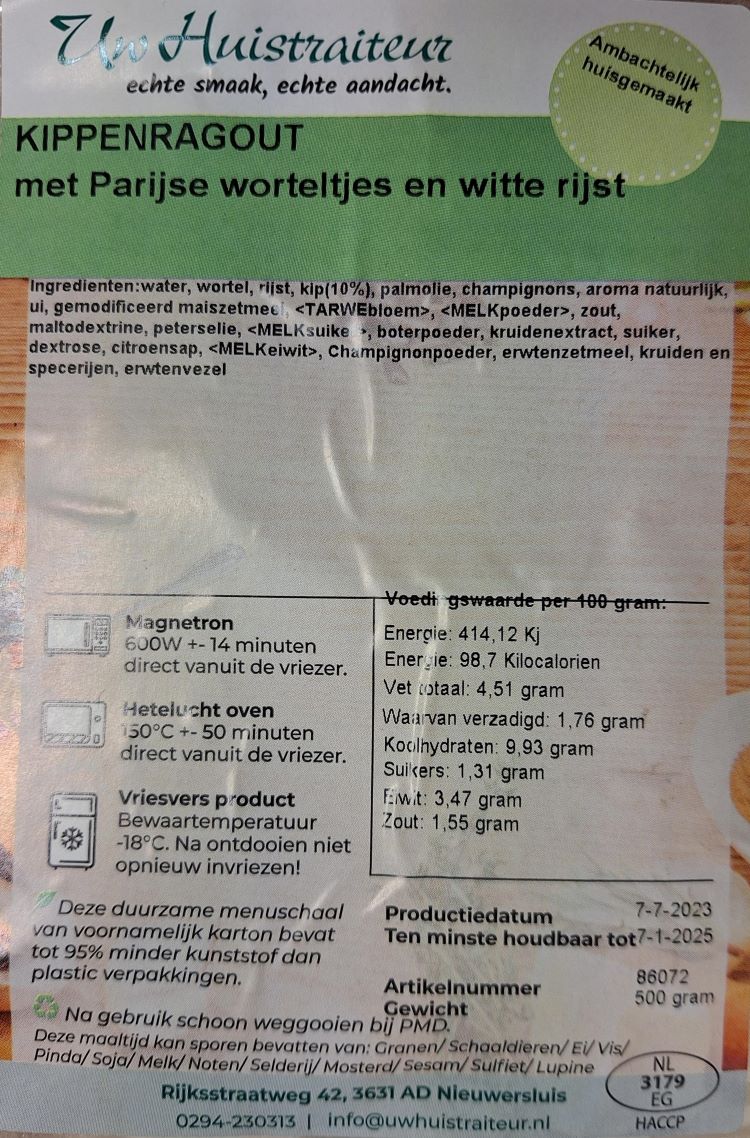 Uw Huistraiteur
echte smaak, echte aandacht.
Ambachtelijk
huisgemaakt
KIPPENRAGOUT
met Parijse worteltjes en witte rijst
Ingredienten:water, wortel, rijst, kip(10%), palmolie, champignons, aroma natuurlijk,
ui, gemodificeerd maiszetmeel, <TARWEbloem>, <MELKpoeder>, zout,
maltodextrine, peterselie, <MELKsuiker>, boterpoeder, kruidenextract, suiker,
dextrose, citroensap, <MELKeiwit>, Champignonpoeder, erwtenzetmeel, kruiden en
specerijen, erwtenvezel
Magnetron
600W +- 14 minuten
direct vanuit de vriezer.
Hetelucht oven
150°C +- 50 minuten
direct vanuit de vriezer.
Vriesvers product
Bewaartemperatuur
-18°C. Na ontdooien niet
opnieuw invriezen!
Voedingswaarde per 100 gram:
Energie: 414,12 Kj
Energie: 98,7 Kilocalorien
Vet totaal: 4,51 gram
Waarvan verzadigd: 1,76 gram
Koolhydraten: 9,93 gram
Suikers: 1,31 gram
Eiwit: 3,47 gram
Zout: 1,55 gram
Deze duurzame menuschaal
van voornamelijk karton bevat
tot 95% minder kunststof dan
plastic verpakkingen.
Na gebruik schoon weggooien bij PMD.
Productiedatum 7-7-2023
Ten minste houdbaar tot 7-1-2025
Artikelnummer 86072
Gewicht 500 gram
Deze maaltijd kan sporen bevatten van: Granen/ Schaaldieren/ Ei/ Vis/
Pinda/ Soja/ Melk/ Noten/ Selderij/ Mosterd/ Sesam/ Sulfiet/ Lupine
Rijksstraatweg 42, 3631 AD Nieuwersluis
0294-230313 | info@uwhuistraiteur.nl
NL
3179
EG
HACCP